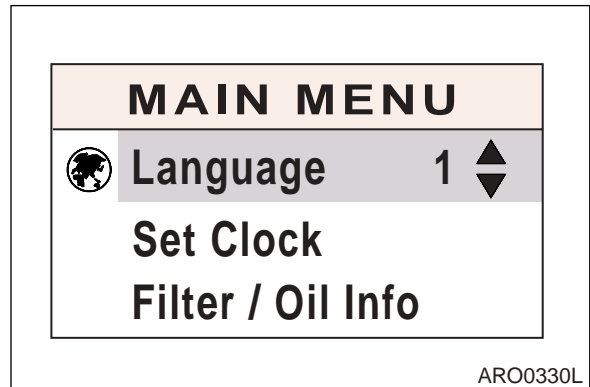 MAIN MENU
Language 1
Set Clock
Filter / Oil Info
ARO0330L